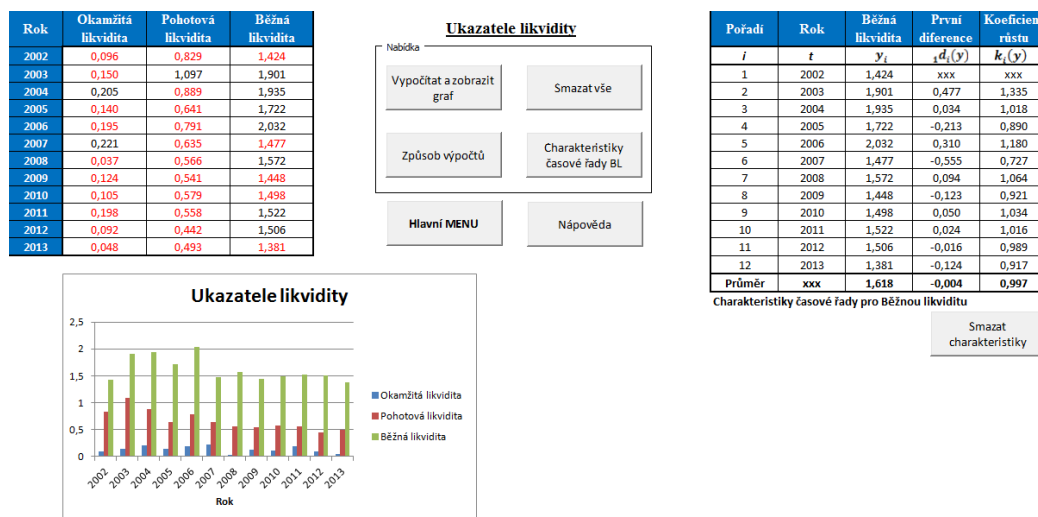 Rok Okamžitá likvidita Pohotová likvidita Běžná likvidita
2002 0,096 0,829 1,424
2003 0,150 1,097 1,901
2004 0,205 0,889 1,935
2005 0,140 0,641 1,722
2006 0,195 0,791 2,032
2007 0,221 0,635 1,477
2008 0,037 0,566 1,572
2009 0,124 0,541 1,448
2010 0,105 0,579 1,498
2011 0,198 0,558 1,522
2012 0,092 0,442 1,506
2013 0,048 0,493 1,381
Ukazatele likvidity
Nabídka
Vypočítat a zobrazit
graf
Smazat vše
Způsob výpočtů
Charakteristiky
časové řady BL
Hlavní MENU
Nápověda
Pořadí Rok Běžná likvidita První diference Koeficien růstu
i t yᵢ ₁dᵢ(y) kᵢ(y)
1 2002 1,424 xxx xxx
2 2003 1,901 0,477 1,335
3 2004 1,935 0,034 1,018
4 2005 1,722 -0,213 0,890
5 2006 2,032 0,310 1,180
6 2007 1,477 -0,555 0,727
7 2008 1,572 0,094 1,064
8 2009 1,448 -0,123 0,921
9 2010 1,498 0,050 1,034
10 2011 1,522 0,024 1,016
11 2012 1,506 -0,016 0,989
12 2013 1,381 -0,124 0,917
Průměr xxx 1,618 -0,004 0,997
Charakteristiky časové řady pro Běžnou likviditu
Smazat
charakteristiky
Ukazatele likvidity
2,5
2
1,5
1
0,5
0
2002 2003 2004 2005 2006 2007 2008 2009 2010 2011 2012 2013
Rok
Okamžitá likvidita
Pohotová likvidita
Běžná likvidita